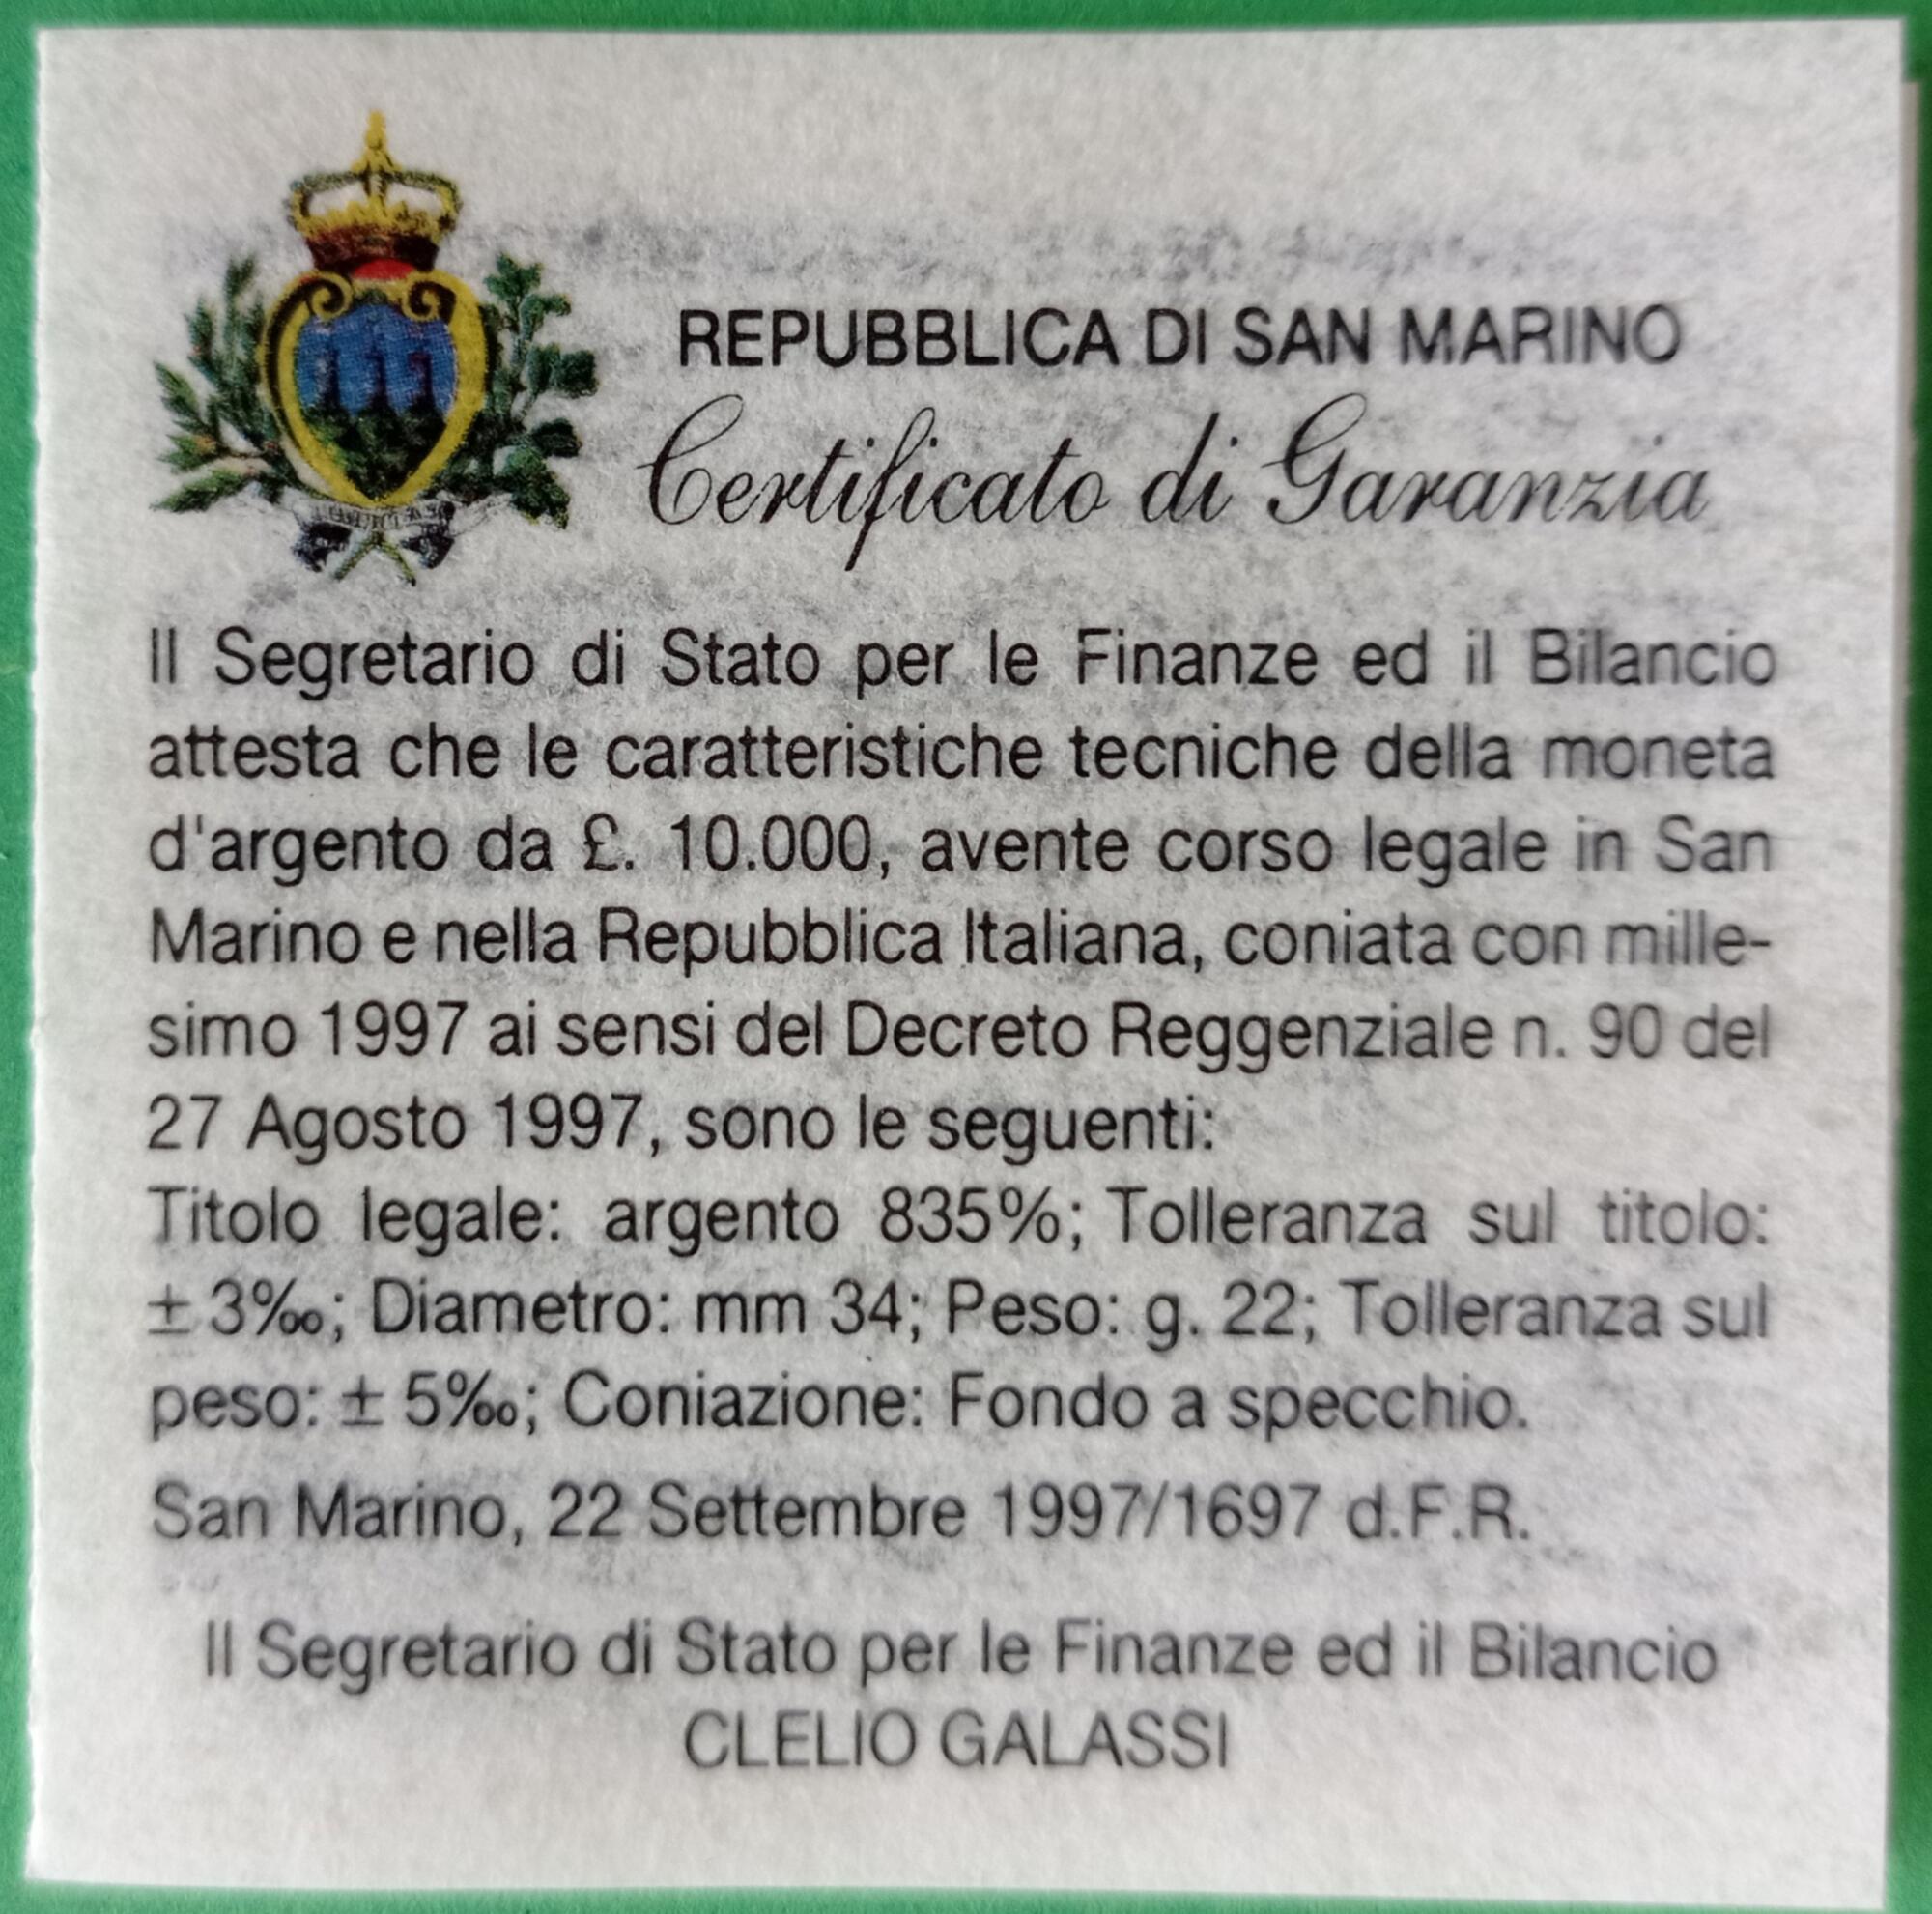 REPUBBLICA DI SAN MARINO
Certificato di Garanzia
Il Segretario di Stato per le Finanze ed il Bilancio
attesta che le caratteristiche tecniche della moneta
d'argento da £. 10.000, avente corso legale in San
Marino e nella Repubblica Italiana, coniata con mille-
simo 1997 ai sensi del Decreto Reggenziale n. 90 del
27 Agosto 1997, sono le seguenti:
Titolo legale: argento 835%; Tolleranza sul titolo:
± 3‰; Diametro: mm 34; Peso: g. 22; Tolleranza sul
peso: ± 5‰; Coniazione: Fondo a specchio.
San Marino, 22 Settembre 1997/1697 d.F.R.
Il Segretario di Stato per le Finanze ed il Bilancio
CLELIO GALASSI